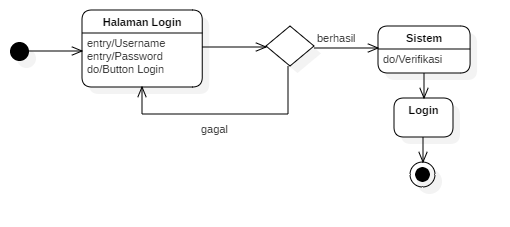 Halaman Login
entry/Username
entry/Password
do/Button Login
berhasil
Sistem
do/Verifikasi
Login
gagal